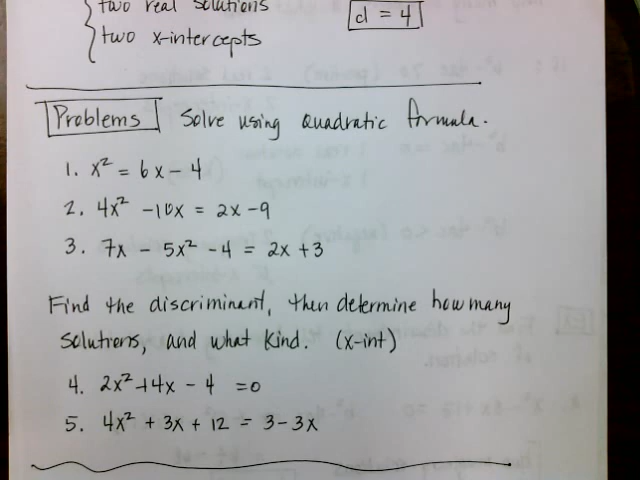 two real solutions
d = 4
two x-intercepts
Problems Solve using quadratic formula.
1. x² = 6x - 4
2. 4x² - 10x = 2x - 9
3. 7x - 5x² - 4 = 2x + 3
Find the discriminant, then determine how many
solutions, and what kind. (x-int)
4. 2x² + 4x - 4 = 0
5. 4x² + 3x + 12 = 3 - 3x